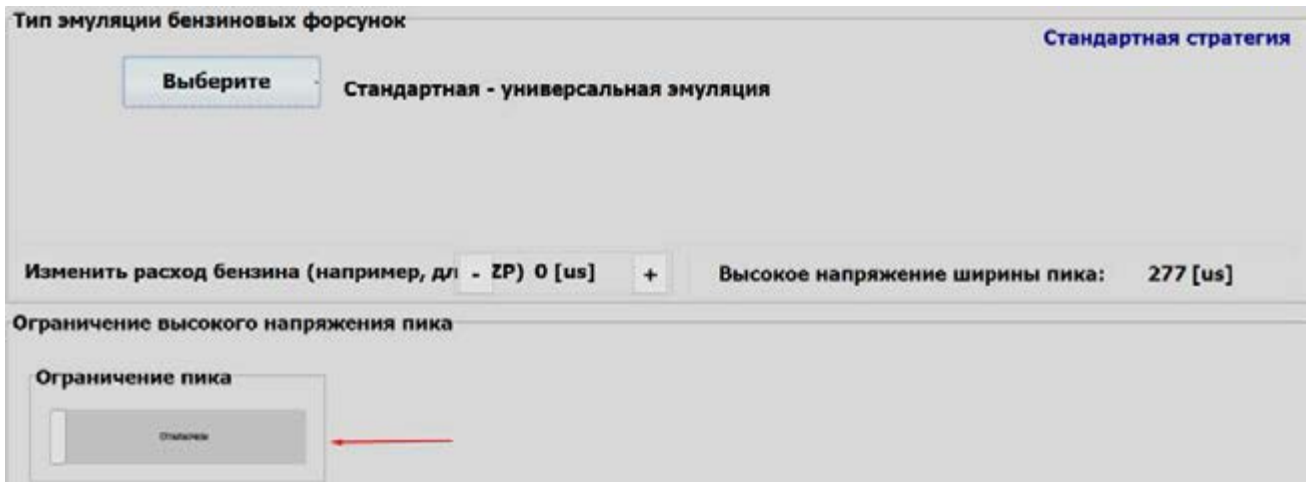 Тип эмуляции бензиновых форсунок
Стандартная стратегия
Выберите
Стандартная - универсальная эмуляция
Изменить расход бензина (например, дл - ZP) 0 [us] +
Высокое напряжение ширины пика: 277 [us]
Ограничение высокого напряжения пика
Ограничение пика